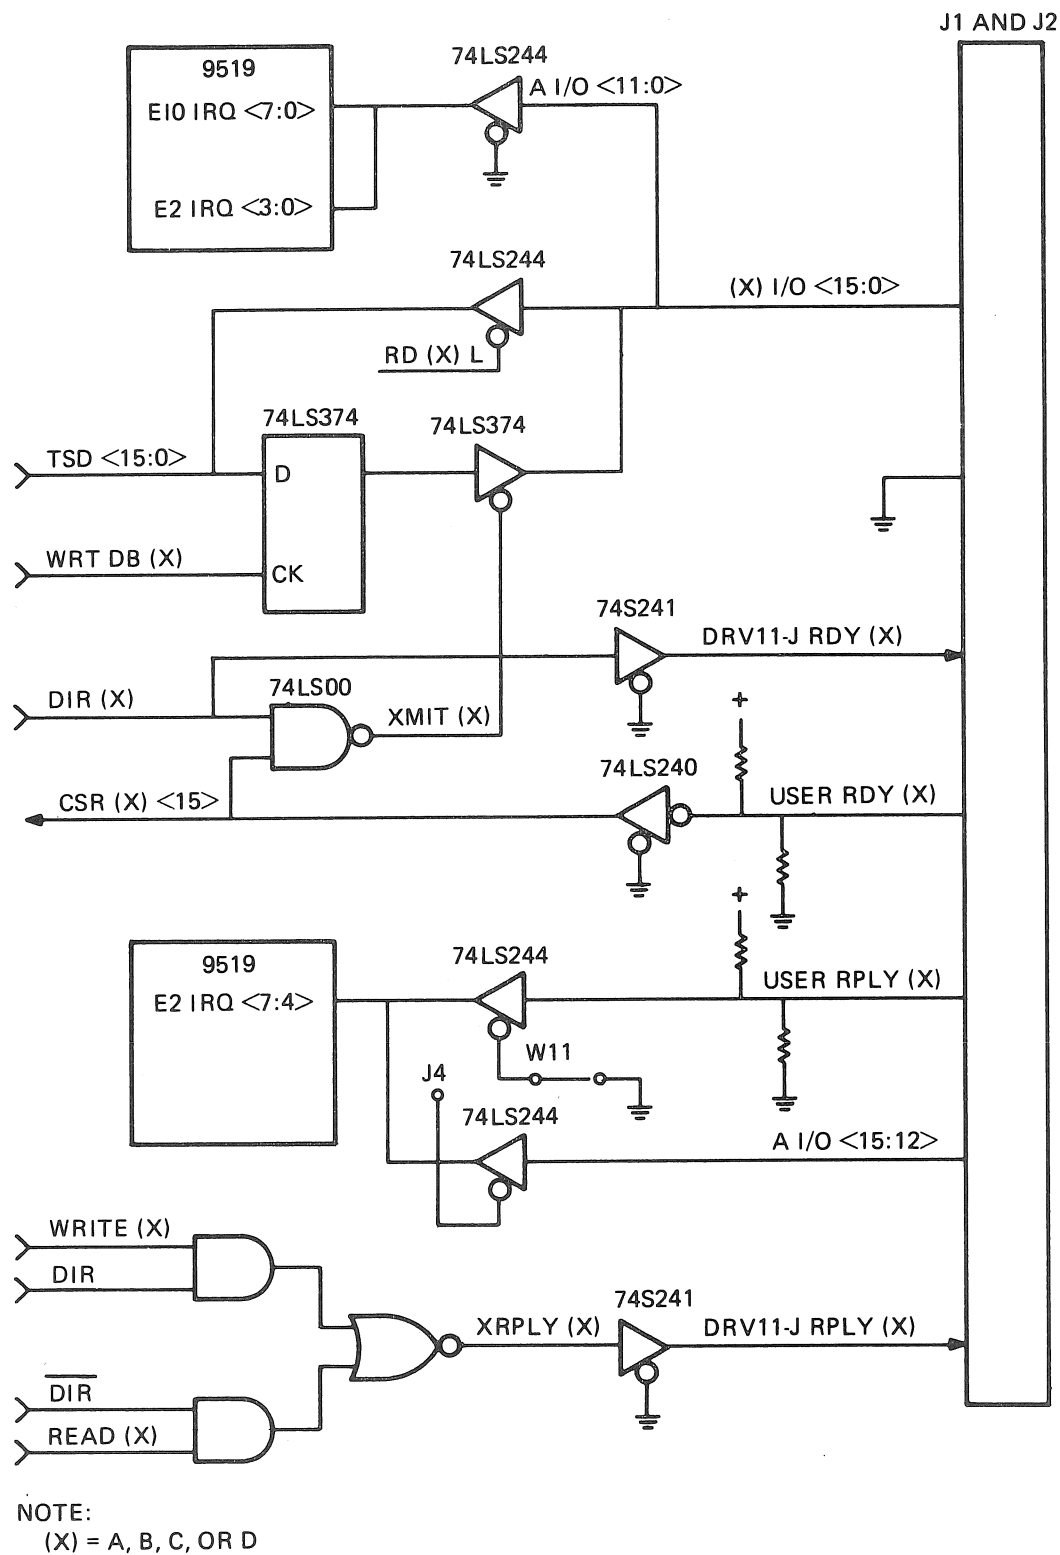 J1 AND J2
74LS244
9519
A I/O <11:0>
E10 IRQ <7:0>
E2 IRQ <3:0>
74LS244
(X) I/O <15:0>
RD (X) L
74LS374
74LS374
TSD <15:0>
D
WRT DB (X)
CK
74S241
DRV11-J RDY (X)
74LS00
DIR (X)
XMIT (X)
+
74LS240
CSR (X) <15>
USER RDY (X)
+
74LS244
9519
USER RPLY (X)
E2 IRQ <7:4>
W11
J4
74LS244
A I/O <15:12>
WRITE (X)
DIR
74S241
XRPLY (X)
DRV11-J RPLY (X)
DIR
READ (X)
NOTE:
(X) = A, B, C, OR D